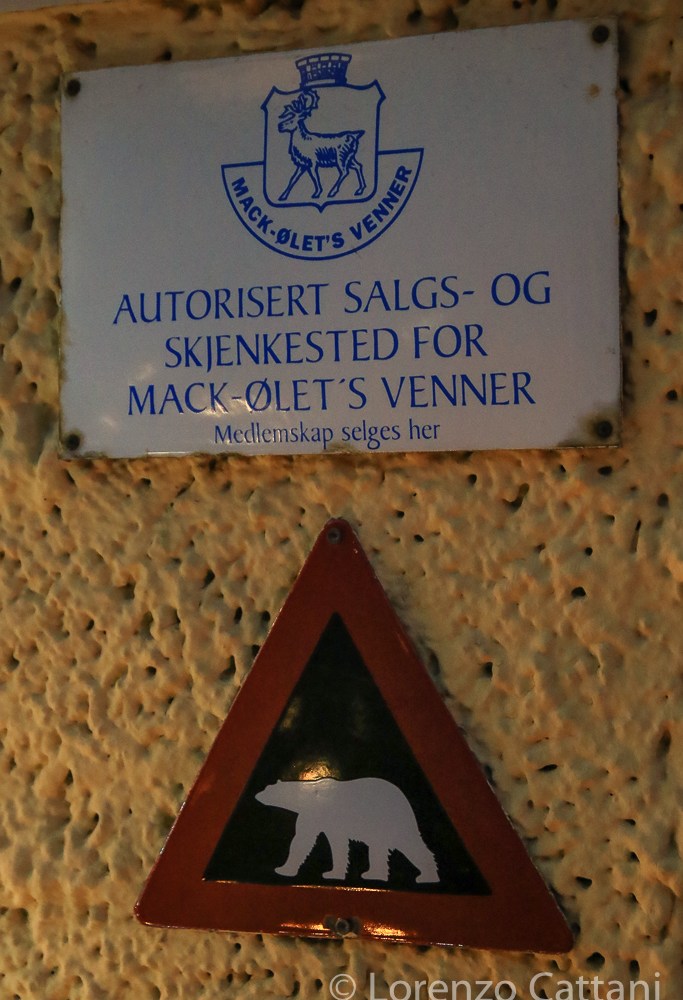 MACK-ØLET'S VENNER
AUTORISERT SALGS- OG
SKJENKESTED FOR
MACK-ØLET´S VENNER
Medlemskap selges her
© Lorenzo Cattani